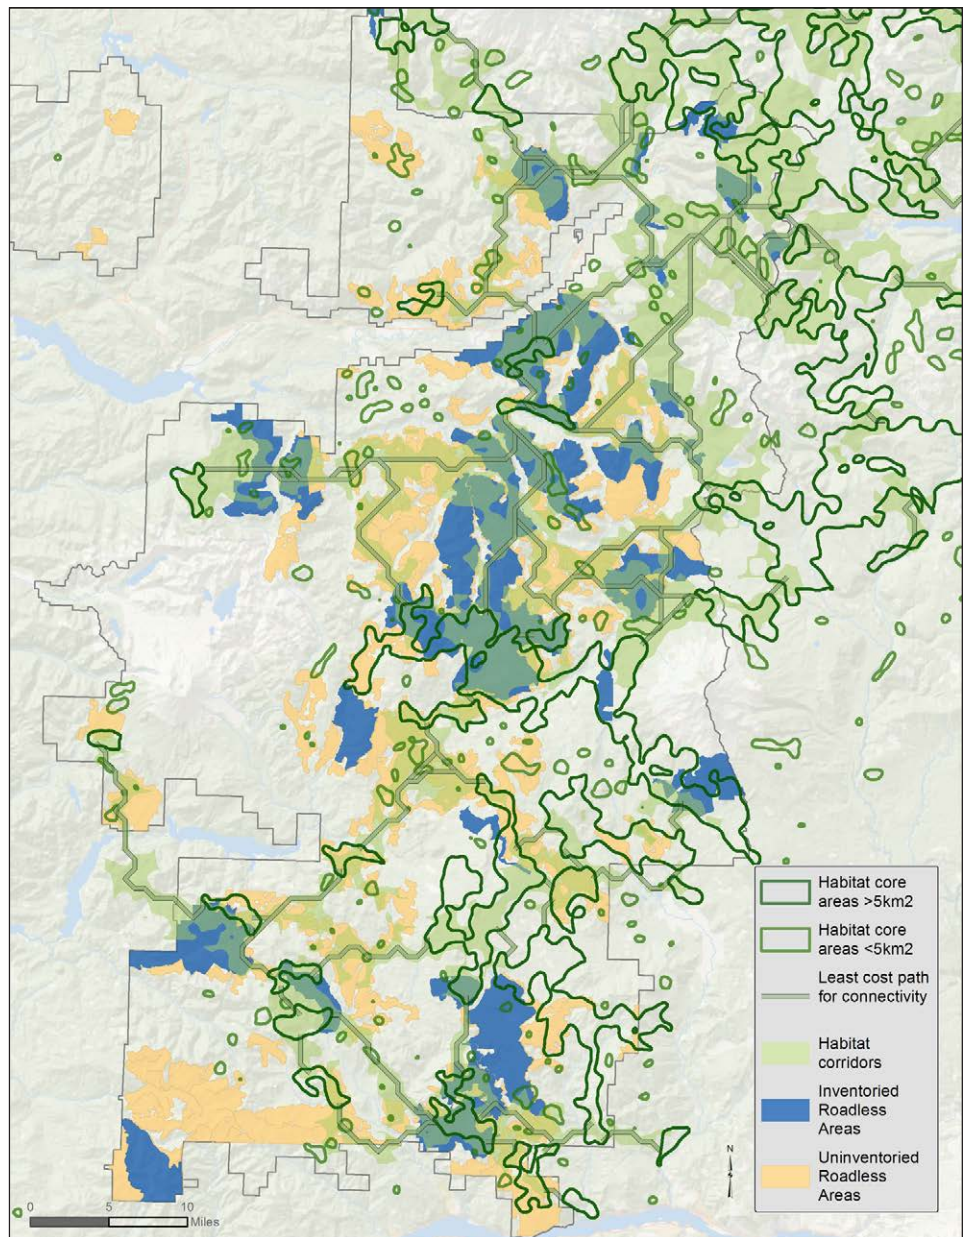 Habitat core
areas >5km2
Habitat core
areas <5km2
Least cost path
for connectivity
Habitat
corridors
Inventoried
Roadless
Areas
Uninventoried
Roadless
Areas
N
0 5 10
Miles